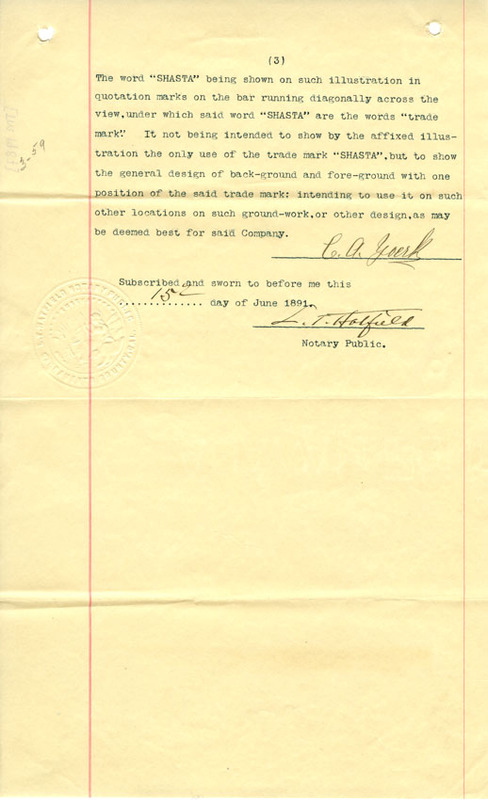 (3)
The word "SHASTA" being shown on such illustration in
quotation marks on the bar running diagonally across the
view, under which said word "SHASTA" are the words "trade
mark" It not being intended to show by the affixed illus-
tration the only use of the trade mark "SHASTA", but to show
the general design of back-ground and fore-ground with one
position of the said trade mark: intending to use it on such
other locations on such ground-work, or other design, as may
be deemed best for said Company.
C. A. Yoerk
Subscribed and sworn to before me this
15th day of June 1891.
L. T. Hatfield
Notary Public.
3-59